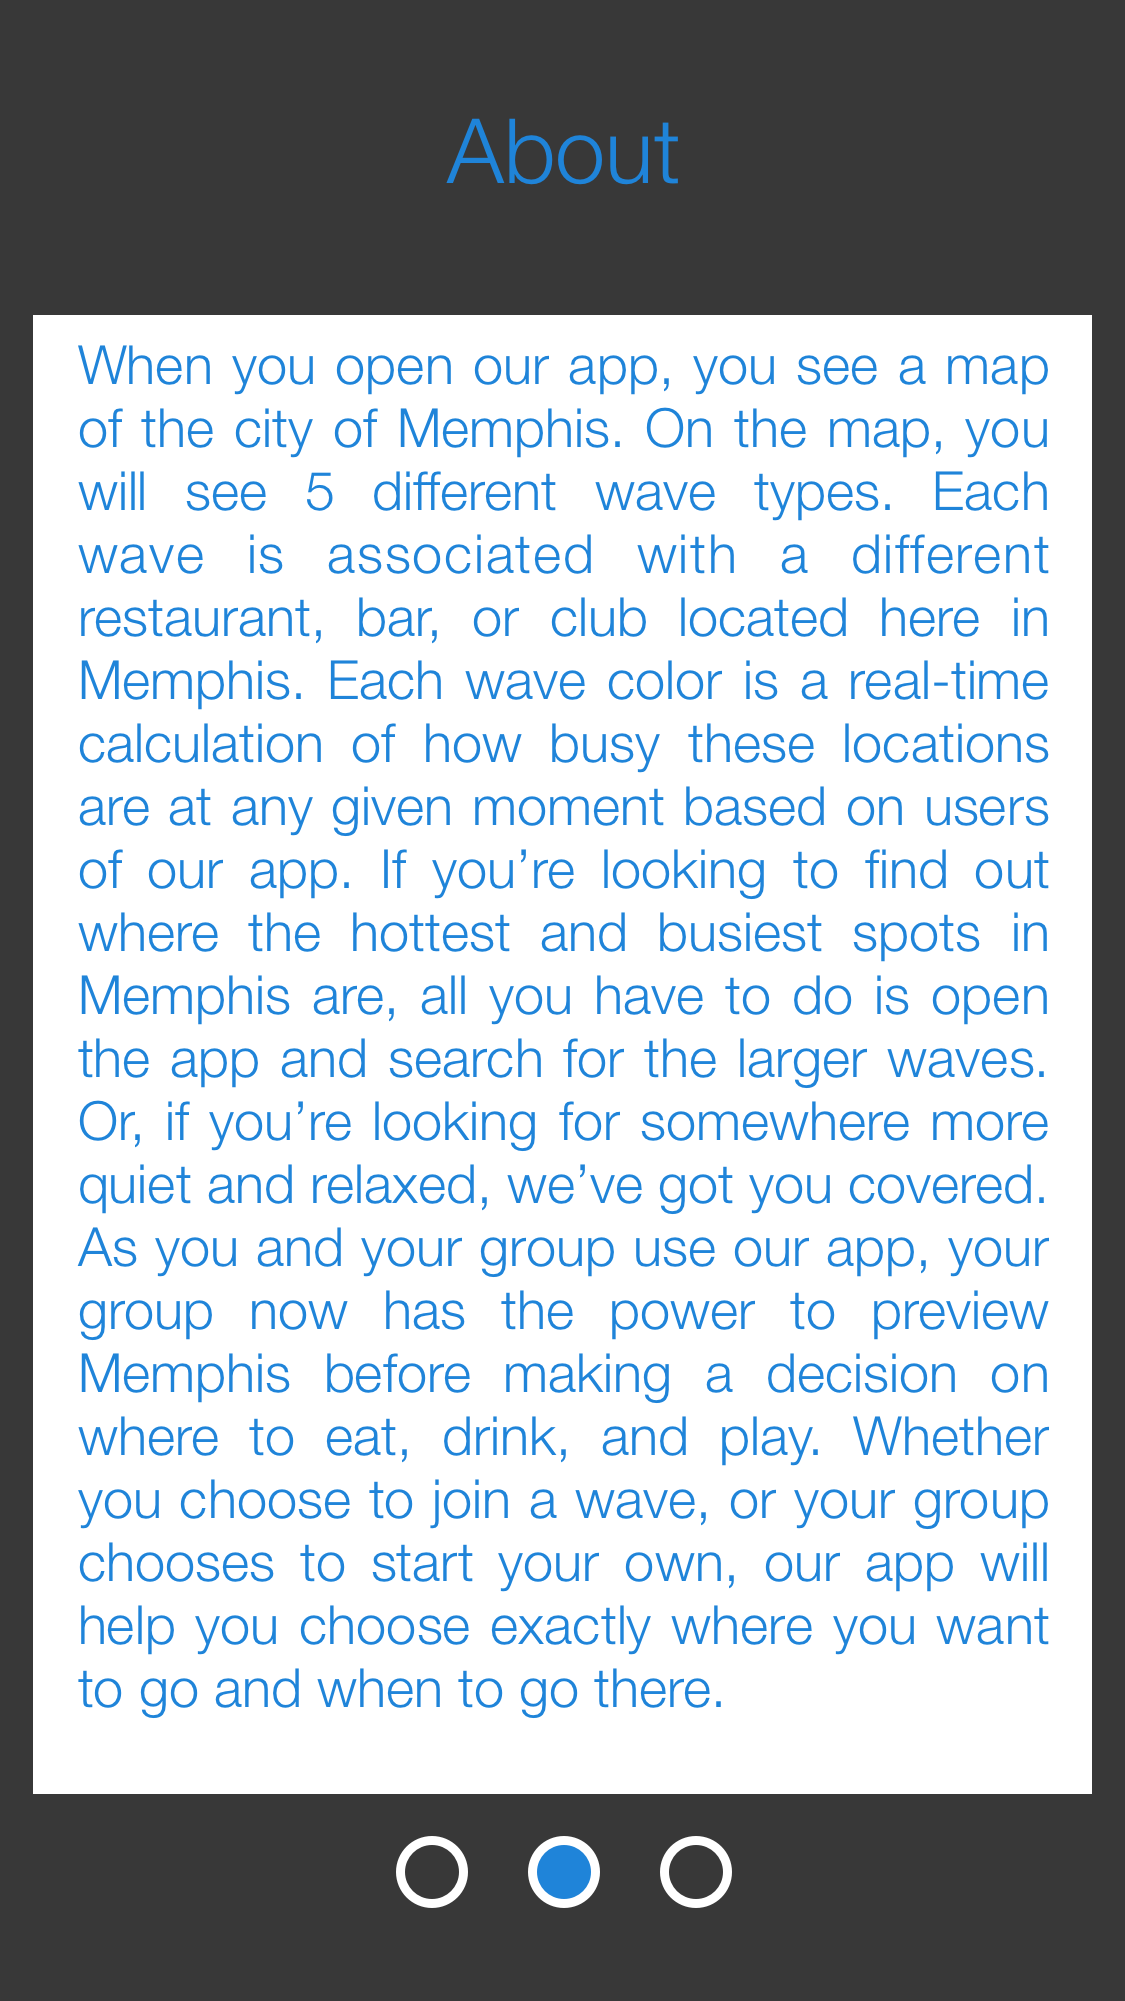 About
When you open our app, you see a map
of the city of Memphis. On the map, you
will see 5 different wave types. Each
wave is associated with a different
restaurant, bar, or club located here in
Memphis. Each wave color is a real-time
calculation of how busy these locations
are at any given moment based on users
of our app. If you’re looking to find out
where the hottest and busiest spots in
Memphis are, all you have to do is open
the app and search for the larger waves.
Or, if you’re looking for somewhere more
quiet and relaxed, we’ve got you covered.
As you and your group use our app, your
group now has the power to preview
Memphis before making a decision on
where to eat, drink, and play. Whether
you choose to join a wave, or your group
chooses to start your own, our app will
help you choose exactly where you want
to go and when to go there.